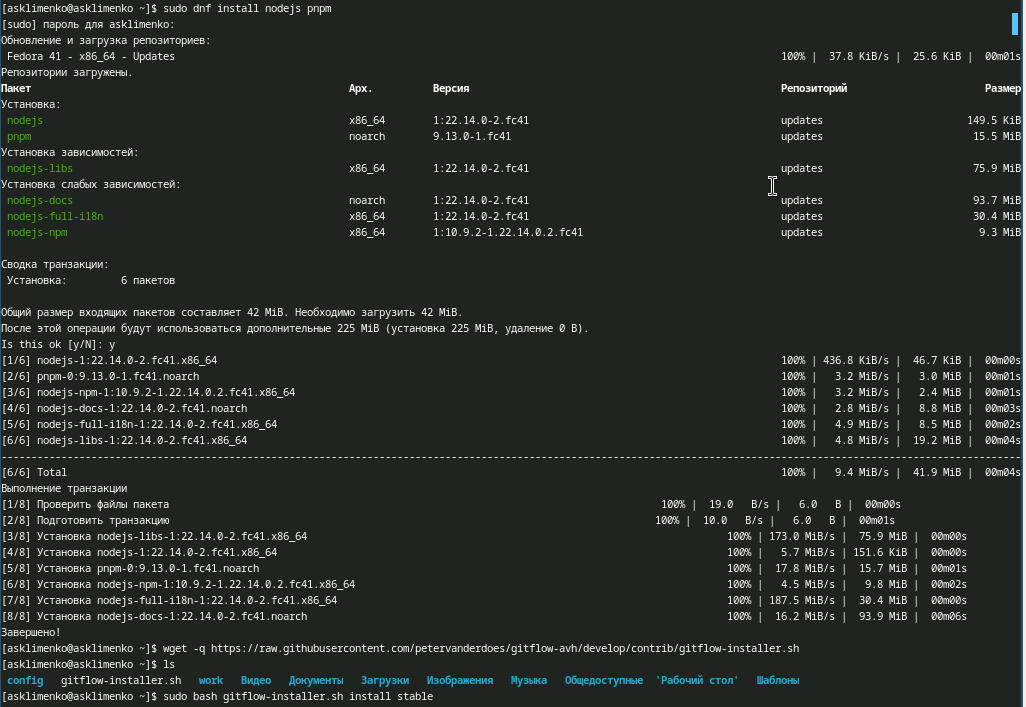 [asklimenko@asklimenko ~]$ sudo dnf install nodejs pnpm
[sudo] пароль для asklimenko:
Обновление и загрузка репозиториев:
Fedora 41 - x86_64 - Updates 100% | 37.8 KiB/s | 25.6 KiB | 00m01s
Репозитории загружены.
Пакет Арх. Версия Репозиторий Размер
Установка:
nodejs x86_64 1:22.14.0-2.fc41 updates 149.5 KiB
pnpm noarch 9.13.0-1.fc41 updates 15.5 MiB
Установка зависимостей:
nodejs-libs x86_64 1:22.14.0-2.fc41 updates 75.9 MiB
Установка слабых зависимостей:
nodejs-docs noarch 1:22.14.0-2.fc41 updates 93.7 MiB
nodejs-full-i18n x86_64 1:22.14.0-2.fc41 updates 30.4 MiB
nodejs-npm x86_64 1:10.9.2-1.22.14.0.2.fc41 updates 9.3 MiB
Сводка транзакции:
Установка: 6 пакетов
Общий размер входящих пакетов составляет 42 MiB. Необходимо загрузить 42 MiB.
После этой операции будут использоваться дополнительные 225 MiB (установка 225 MiB, удаление 0 B).
Is this ok [y/N]: y
[1/6] nodejs-1:22.14.0-2.fc41.x86_64 100% | 436.8 KiB/s | 46.7 KiB | 00m00s
[2/6] pnpm-0:9.13.0-1.fc41.noarch 100% | 3.2 MiB/s | 3.0 MiB | 00m01s
[3/6] nodejs-npm-1:10.9.2-1.22.14.0.2.fc41.x86_64 100% | 3.2 MiB/s | 2.4 MiB | 00m01s
[4/6] nodejs-docs-1:22.14.0-2.fc41.noarch 100% | 2.8 MiB/s | 8.8 MiB | 00m03s
[5/6] nodejs-full-i18n-1:22.14.0-2.fc41.x86_64 100% | 4.9 MiB/s | 8.5 MiB | 00m02s
[6/6] nodejs-libs-1:22.14.0-2.fc41.x86_64 100% | 4.8 MiB/s | 19.2 MiB | 00m04s
--------------------------------------------------------------------------------
[6/6] Total 100% | 9.4 MiB/s | 41.9 MiB | 00m04s
Выполнение транзакции
[1/8] Проверить файлы пакета 100% | 19.0 B/s | 6.0 B | 00m00s
[2/8] Подготовить транзакцию 100% | 10.0 B/s | 6.0 B | 00m01s
[3/8] Установка nodejs-libs-1:22.14.0-2.fc41.x86_64 100% | 173.0 MiB/s | 75.9 MiB | 00m00s
[4/8] Установка nodejs-1:22.14.0-2.fc41.x86_64 100% | 5.7 MiB/s | 151.6 KiB | 00m00s
[5/8] Установка pnpm-0:9.13.0-1.fc41.noarch 100% | 17.8 MiB/s | 15.7 MiB | 00m01s
[6/8] Установка nodejs-npm-1:10.9.2-1.22.14.0.2.fc41.x86_64 100% | 4.5 MiB/s | 9.8 MiB | 00m02s
[7/8] Установка nodejs-full-i18n-1:22.14.0-2.fc41.x86_64 100% | 187.5 MiB/s | 30.4 MiB | 00m00s
[8/8] Установка nodejs-docs-1:22.14.0-2.fc41.noarch 100% | 16.2 MiB/s | 93.9 MiB | 00m06s
Завершено!
[asklimenko@asklimenko ~]$ wget -q https://raw.githubusercontent.com/petervanderdoes/gitflow-avh/develop/contrib/gitflow-installer.sh
[asklimenko@asklimenko ~]$ ls
config gitflow-installer.sh work Видео Документы Загрузки Изображения Музыка Общедоступные 'Рабочий стол' Шаблоны
[asklimenko@asklimenko ~]$ sudo bash gitflow-installer.sh install stable